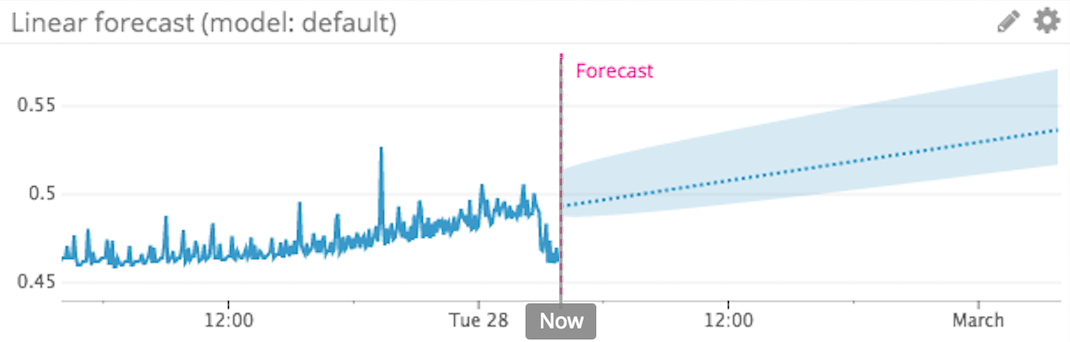 Linear forecast (model: default)
Forecast
0.55
0.5
0.45
12:00
Tue 28
Now
12:00
March